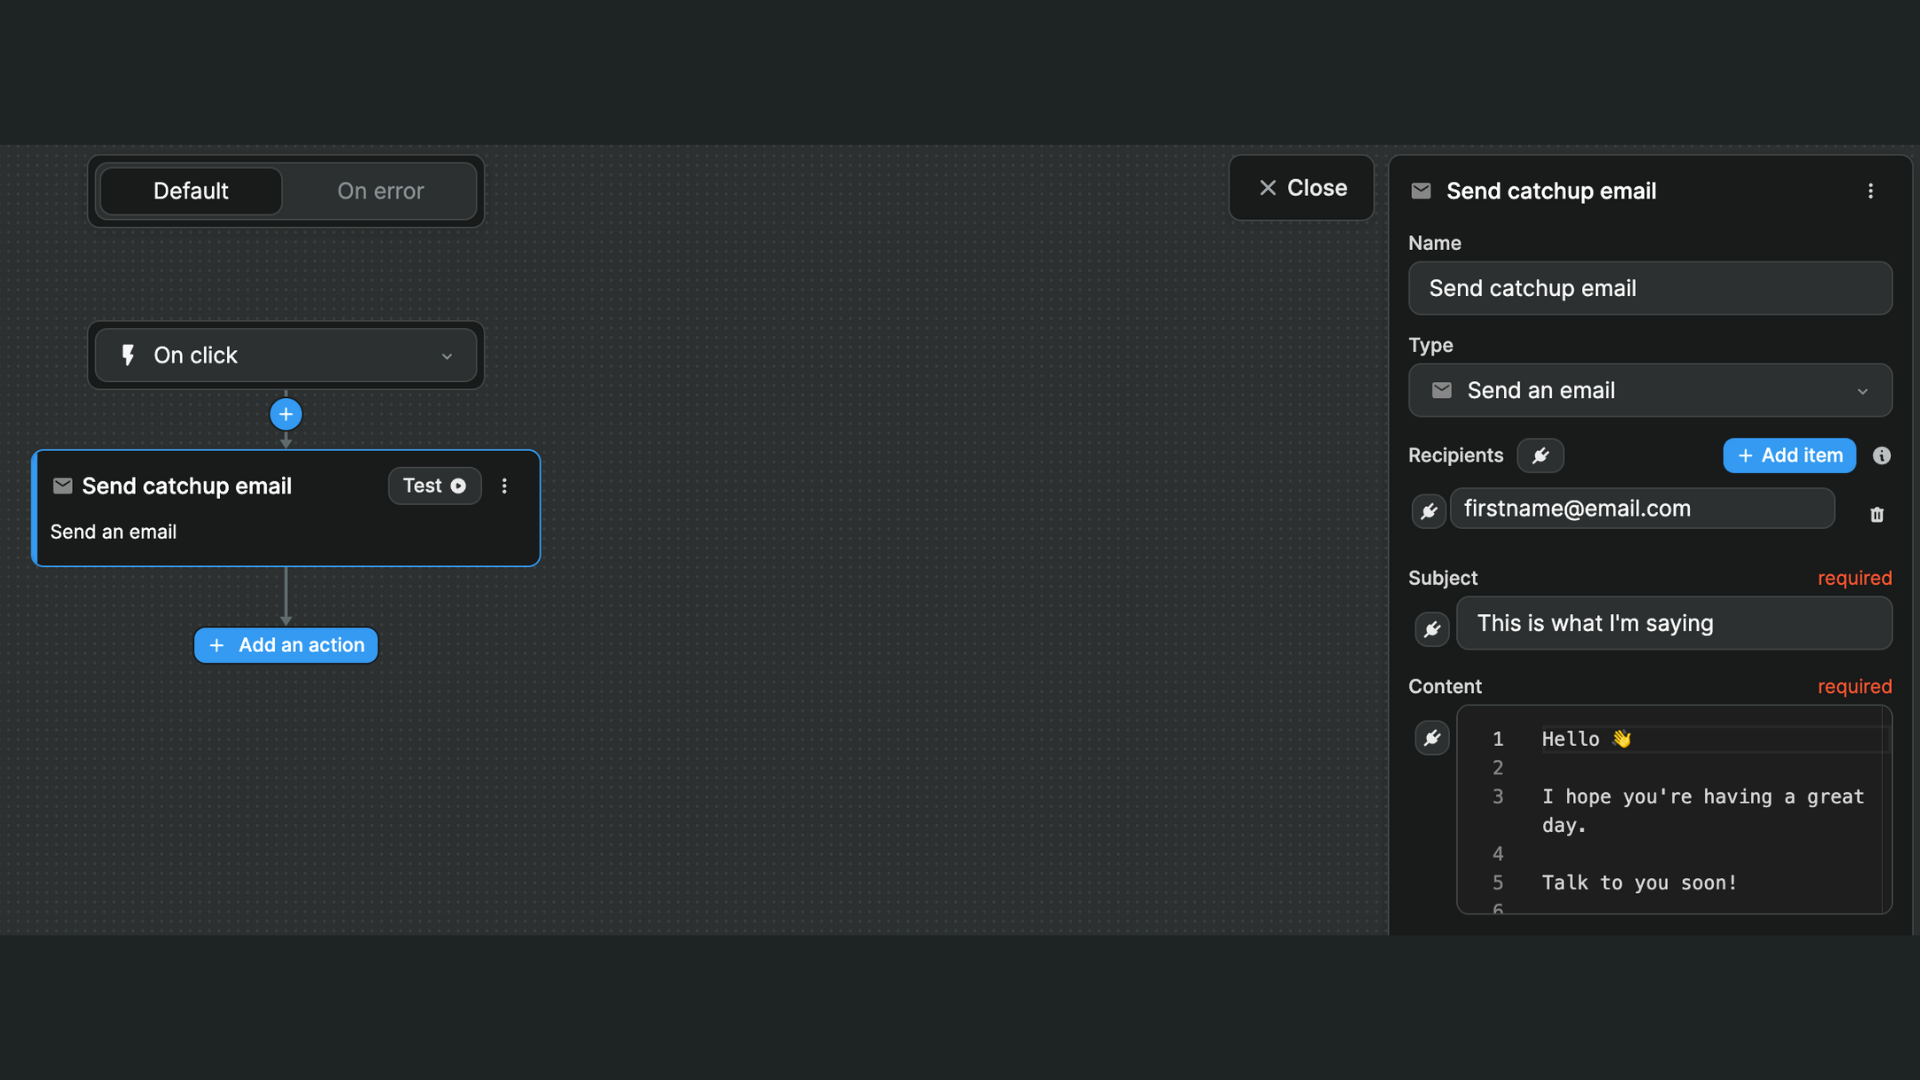 Default
On error
Close
On click
Send catchup email
Test
Send an email
+ Add an action
Send catchup email
Name
Send catchup email
Type
Send an email
Recipients
+ Add item
firstname@email.com
Subject
required
This is what I'm saying
Content
required
1 Hello 👋
2
3 I hope you're having a great
day.
4
5 Talk to you soon!
6